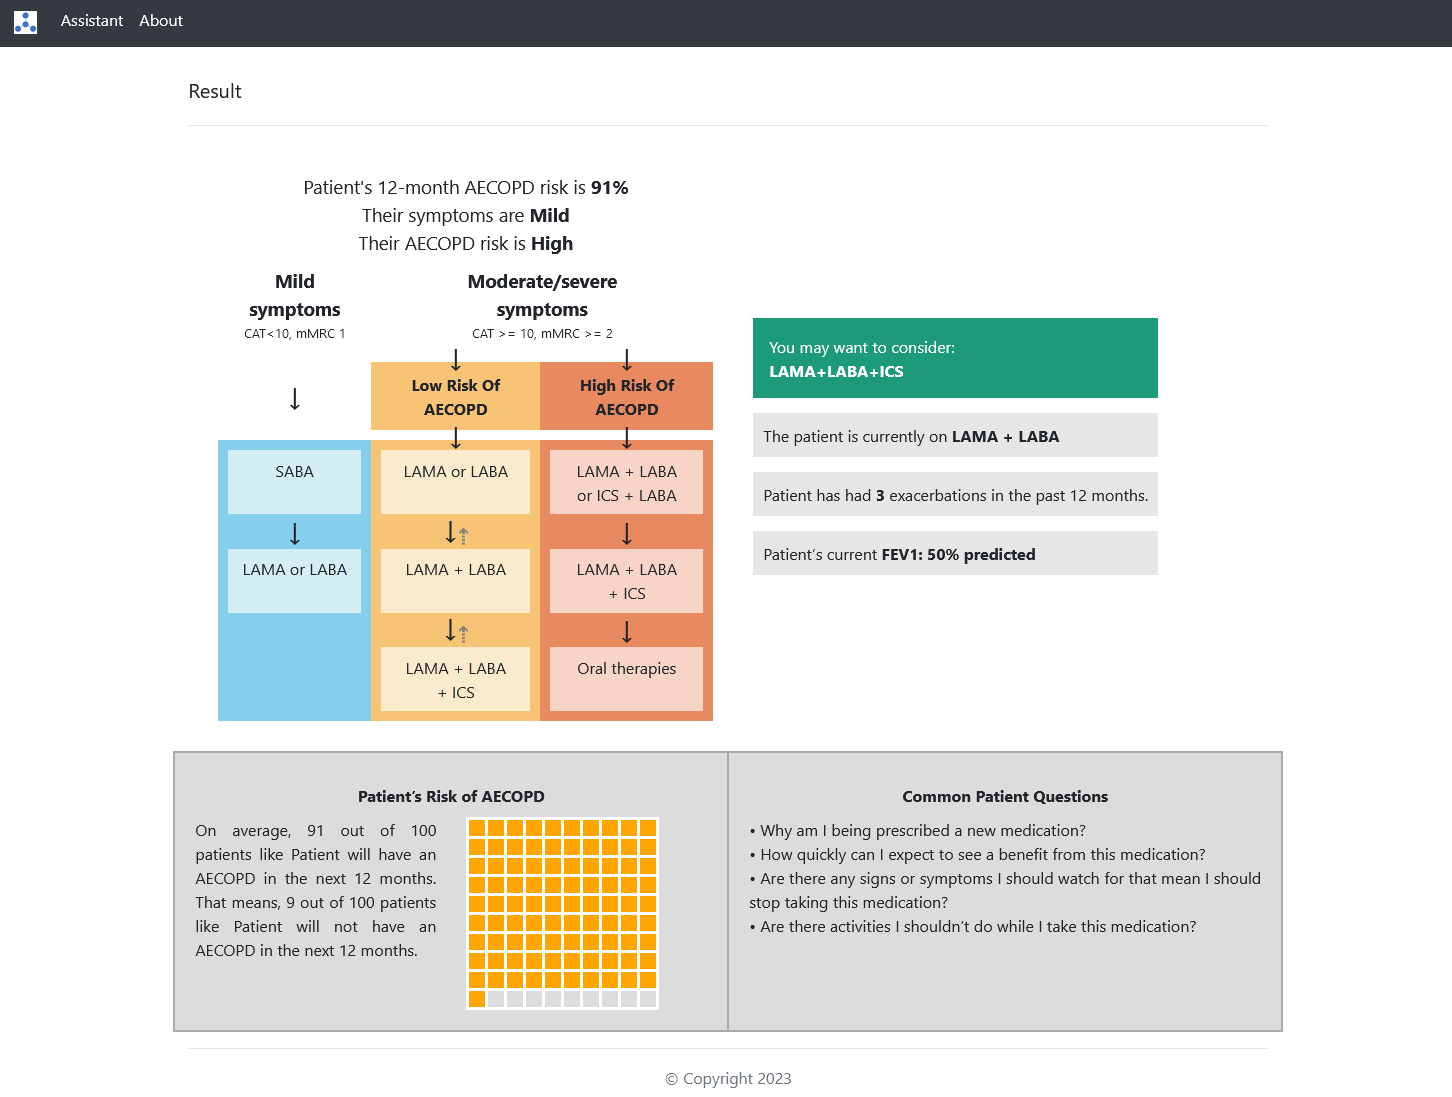 Assistant About
Result
Patient's 12-month AECOPD risk is 91%
Their symptoms are Mild
Their AECOPD risk is High
Mild
symptoms
CAT<10, mMRC 1
Moderate/severe
symptoms
CAT >= 10, mMRC >= 2
Low Risk Of
AECOPD
High Risk Of
AECOPD
SABA
LAMA or LABA
LAMA or LABA
LAMA + LABA
LAMA + LABA
+ ICS
LAMA + LABA
or ICS + LABA
LAMA + LABA
+ ICS
Oral therapies
You may want to consider:
LAMA+LABA+ICS
The patient is currently on LAMA + LABA
Patient has had 3 exacerbations in the past 12 months.
Patient’s current FEV1: 50% predicted
Patient’s Risk of AECOPD
On average, 91 out of 100
patients like Patient will have an
AECOPD in the next 12 months.
That means, 9 out of 100 patients
like Patient will not have an
AECOPD in the next 12 months.
Common Patient Questions
• Why am I being prescribed a new medication?
• How quickly can I expect to see a benefit from this medication?
• Are there any signs or symptoms I should watch for that mean I should
stop taking this medication?
• Are there activities I shouldn’t do while I take this medication?
© Copyright 2023